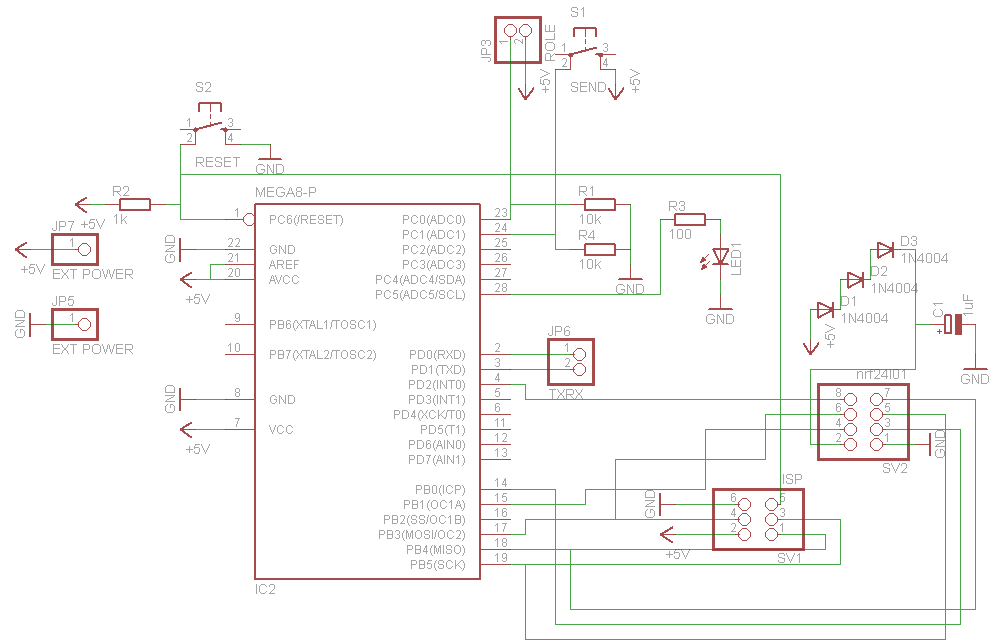 S1
JP3
1
2
ROLE
1
2
3
4
SEND
+5V
+5V
S2
1
2
3
4
RESET
GND
R2
1k
+5V
MEGA8-P
JP7
1
+5V
EXT POWER
JP5
1
GND
EXT POWER
GND
+5V
GND
+5V
1 PC6(/RESET) PC0(ADC0) 23
PC1(ADC1) 24
22 GND PC2(ADC2) 25
21 AREF PC3(ADC3) 26
20 AVCC PC4(ADC4/SDA) 27
PC5(ADC5/SCL) 28
9 PB6(XTAL1/TOSC1)
10 PB7(XTAL2/TOSC2) PD0(RXD) 2
PD1(TXD) 3
PD2(INT0) 4
8 GND PD3(INT1) 5
PD4(XCK/T0) 6
7 VCC PD5(T1) 11
PD6(AIN0) 12
PD7(AIN1) 13
PB0(ICP) 14
PB1(OC1A) 15
PB2(SS/OC1B) 16
PB3(MOSI/OC2) 17
PB4(MISO) 18
PB5(SCK) 19
IC2
R1
10k
R4
10k
GND
R3
100
LED1
GND
JP6
1
2
TXRX
D3
1N4004
D2
1N4004
D1
1N4004
+5V
C1
+
1uF
GND
nrf24l01
8 7
6 5
4 3
2 1
GND
SV2
ISP
6 5
4 3
2 1
GND
+5V
SV1